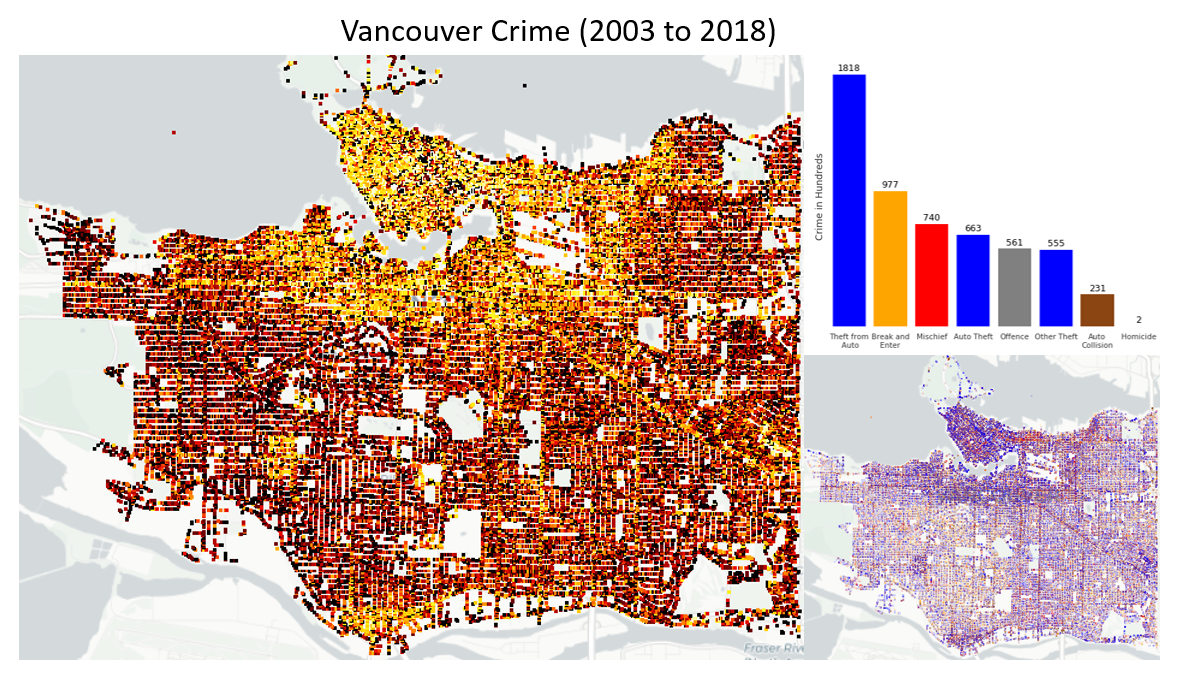 Vancouver Crime (2003 to 2018)
1818
977
740
663
561
555
231
2
Crime in Hundreds
Theft from Auto
Break and Enter
Mischief
Auto Theft
Offence
Other Theft
Auto Collision
Homicide
Fraser Rive